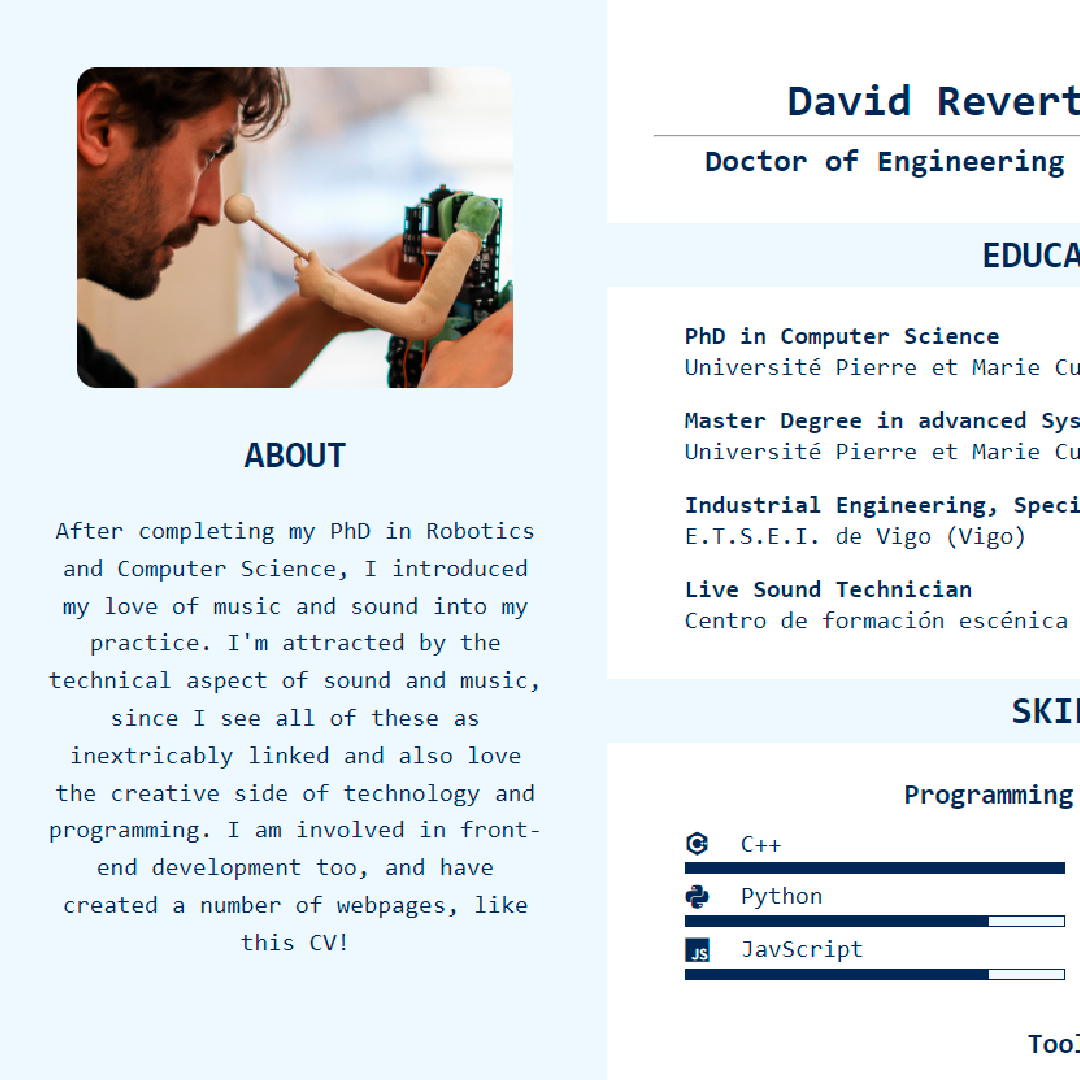 ABOUT
After completing my PhD in Robotics
and Computer Science, I introduced
my love of music and sound into my
practice. I'm attracted by the
technical aspect of sound and music,
since I see all of these as
inextricably linked and also love
the creative side of technology and
programming. I am involved in front-
end development too, and have
created a number of webpages, like
this CV!
David Revert
Doctor of Engineering
EDUCA
PhD in Computer Science
Université Pierre et Marie Cu
Master Degree in advanced Sys
Université Pierre et Marie Cu
Industrial Engineering, Speci
E.T.S.E.I. de Vigo (Vigo)
Live Sound Technician
Centro de formación escénica
SKI
Programming
C++
Python
JS JavScript
Tool